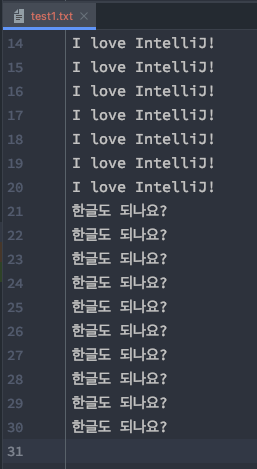 test1.txt
14 I love IntelliJ!
15 I love IntelliJ!
16 I love IntelliJ!
17 I love IntelliJ!
18 I love IntelliJ!
19 I love IntelliJ!
20 I love IntelliJ!
21 한글도 되나요?
22 한글도 되나요?
23 한글도 되나요?
24 한글도 되나요?
25 한글도 되나요?
26 한글도 되나요?
27 한글도 되나요?
28 한글도 되나요?
29 한글도 되나요?
30 한글도 되나요?
31